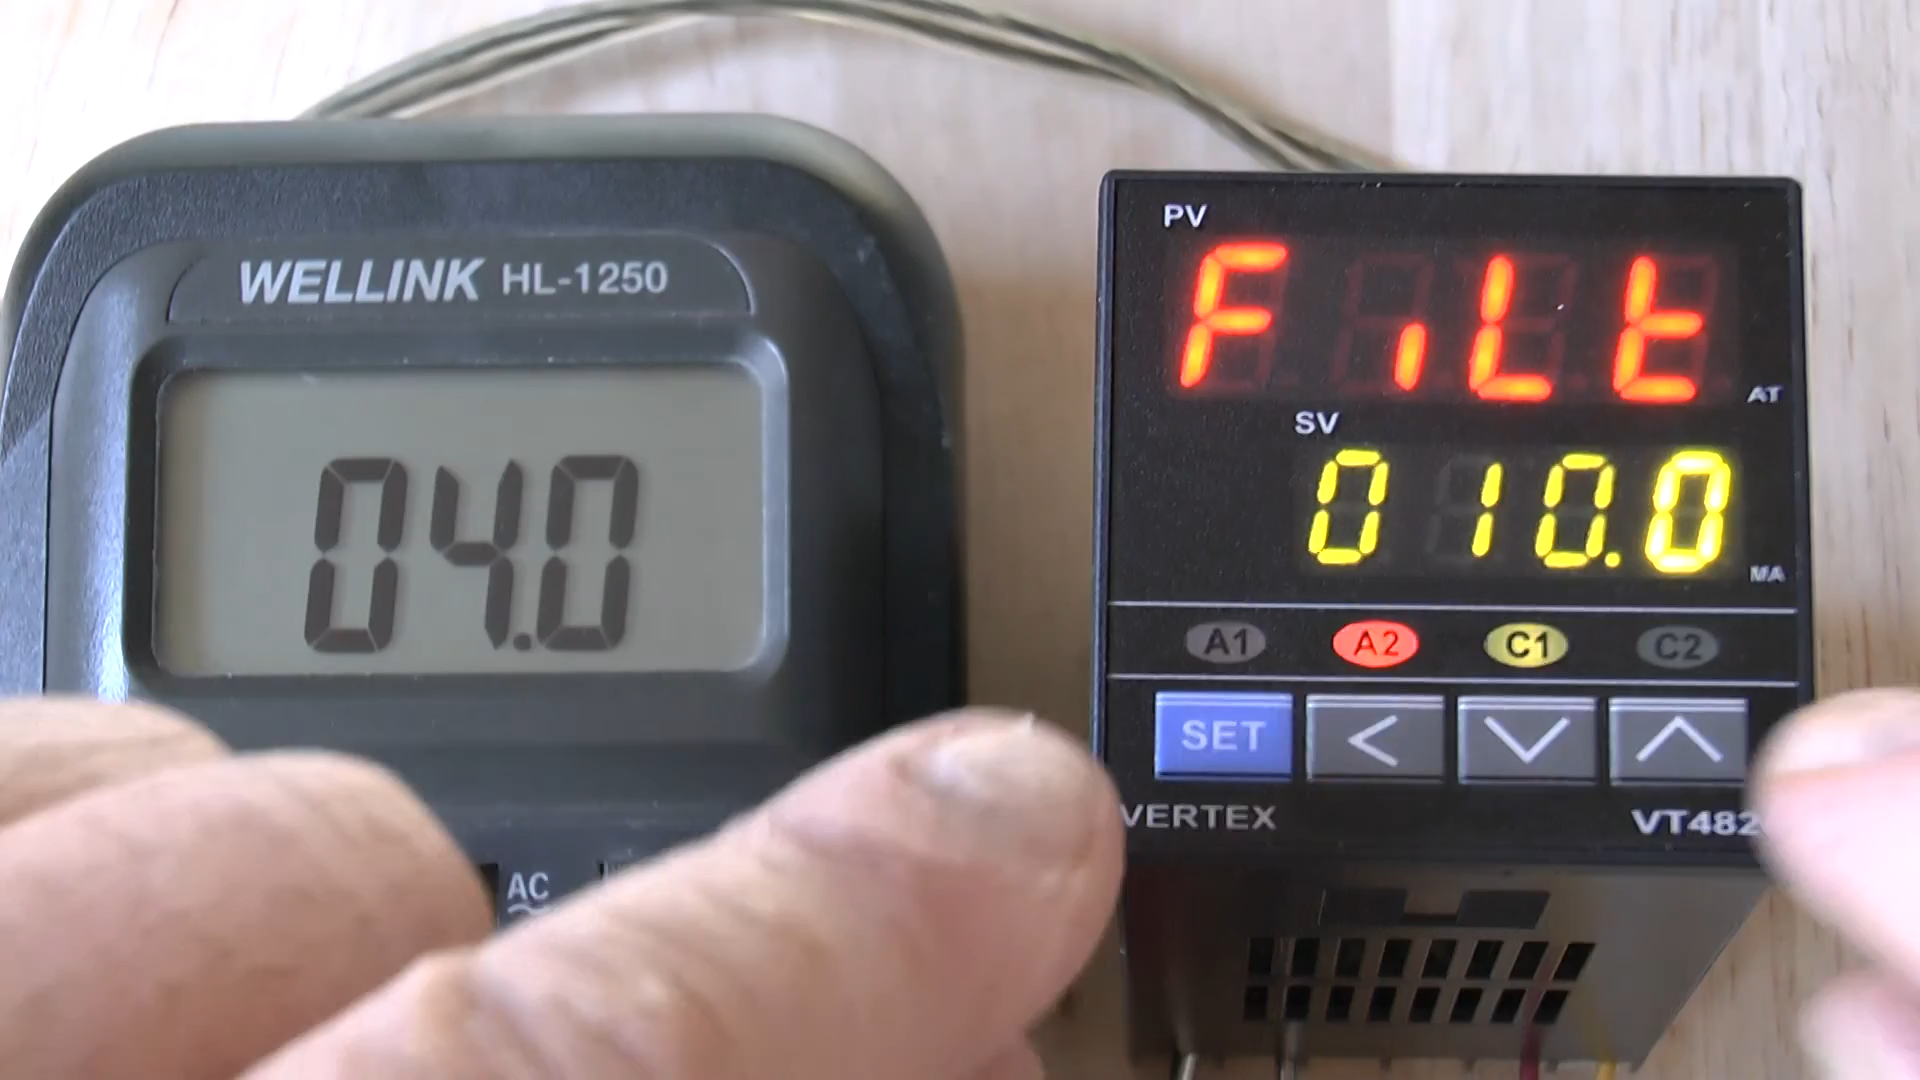 WELLINK HL-1250
04.0
AC
PV
FiLt
AT
SV
010.0
MA
A1 A2 C1 C2
SET
VERTEX VT482